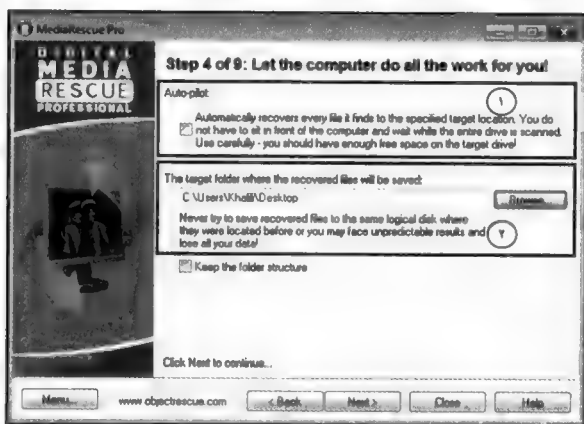 MediaRescue Pro
DIGITAL
MEDIA
RESCUE
PROFESSIONAL
Step 4 of 9: Let the computer do all the work for you!
Auto-pilot:
۱
Automatically recovers every file it finds to the specified target location. You do
not have to sit in front of the computer and wait while the entire drive is scanned.
Use carefully - you should have enough free space on the target drive!
The target folder where the recovered files will be saved:
C:\Users\Khalil\Desktop
Browse...
Never try to save recovered files to the same logical disk where
they were located before or you may face unpredictable results and
lose all your data!
۲
Keep the folder structure
Click Next to continue...
Menu... www.objectrescue.com < Back Next > Close Help